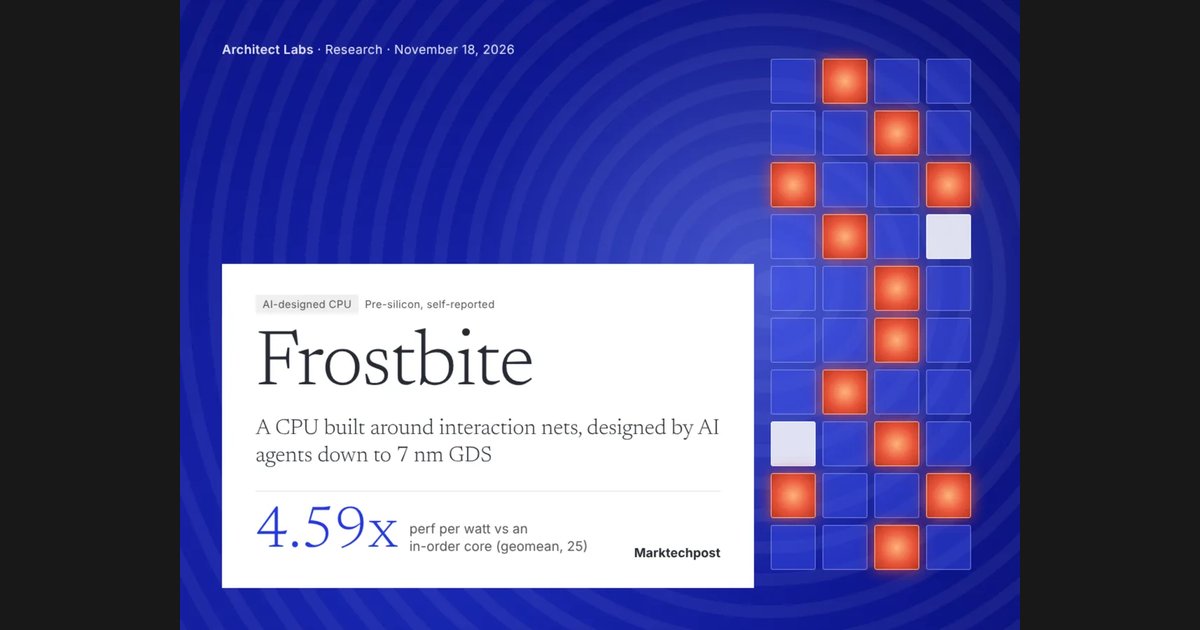 Architect Labs · Research · November 18, 2026
AI-designed CPU Pre-silicon, self-reported
Frostbite
A CPU built around interaction nets, designed by AI
agents down to 7 nm GDS
4.59x
perf per watt vs an
in-order core (geomean, 25)
Marktechpost